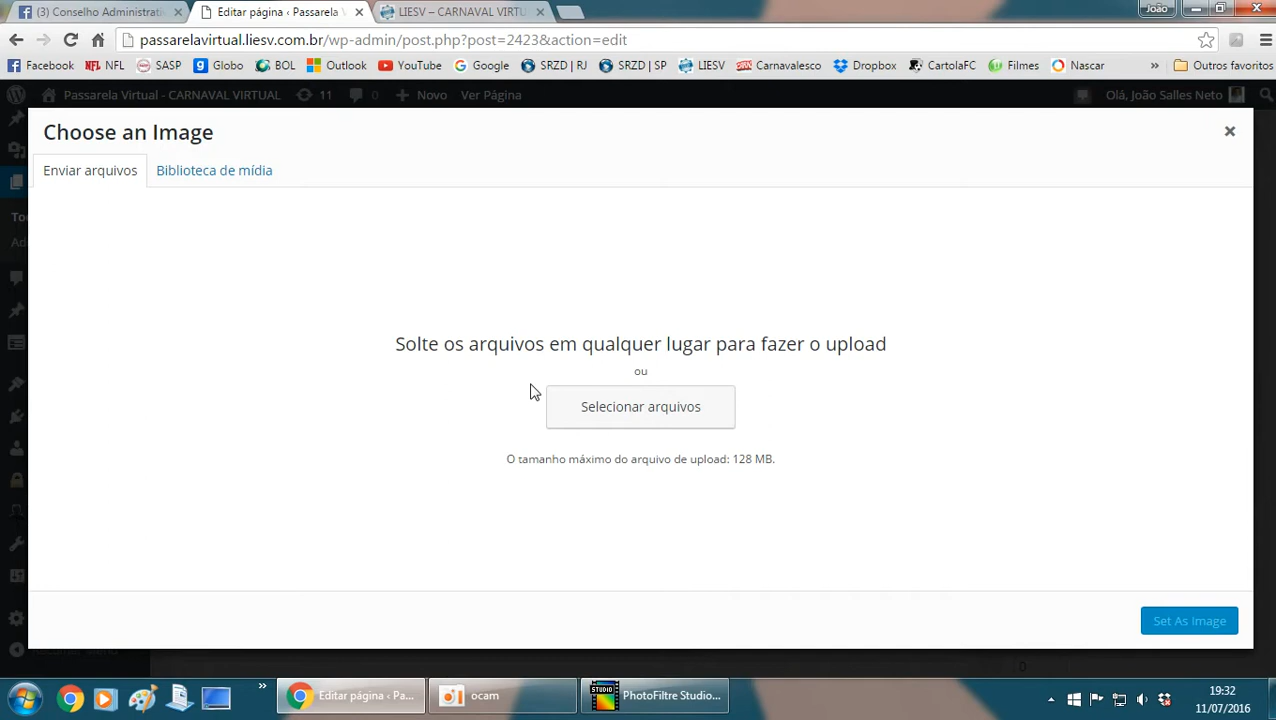 (3) Conselho Administrati
Editar página ‹ Passarela V
LIESV – CARNAVAL VIRTU
João
passarelavirtual.liesv.com.br/wp-admin/post.php?post=2423&action=edit
Facebook NFL SASP Globo BOL Outlook YouTube Google SRZD | RJ SRZD | SP LIESV Carnavalesco Dropbox CartolaFC Filmes Nascar » Outros favoritos
Passarela Virtual - CARNAVAL VIRTUAL 11 0 Novo Ver Página Olá, João Salles Neto
Choose an Image
Enviar arquivos Biblioteca de mídia
To
Ad
Solte os arquivos em qualquer lugar para fazer o upload
ou
Selecionar arquivos
O tamanho máximo do arquivo de upload: 128 MB.
Set As Image
» Editar página ‹ Pa... ocam STUDIO PhotoFiltre Studio... 19:32
11/07/2016